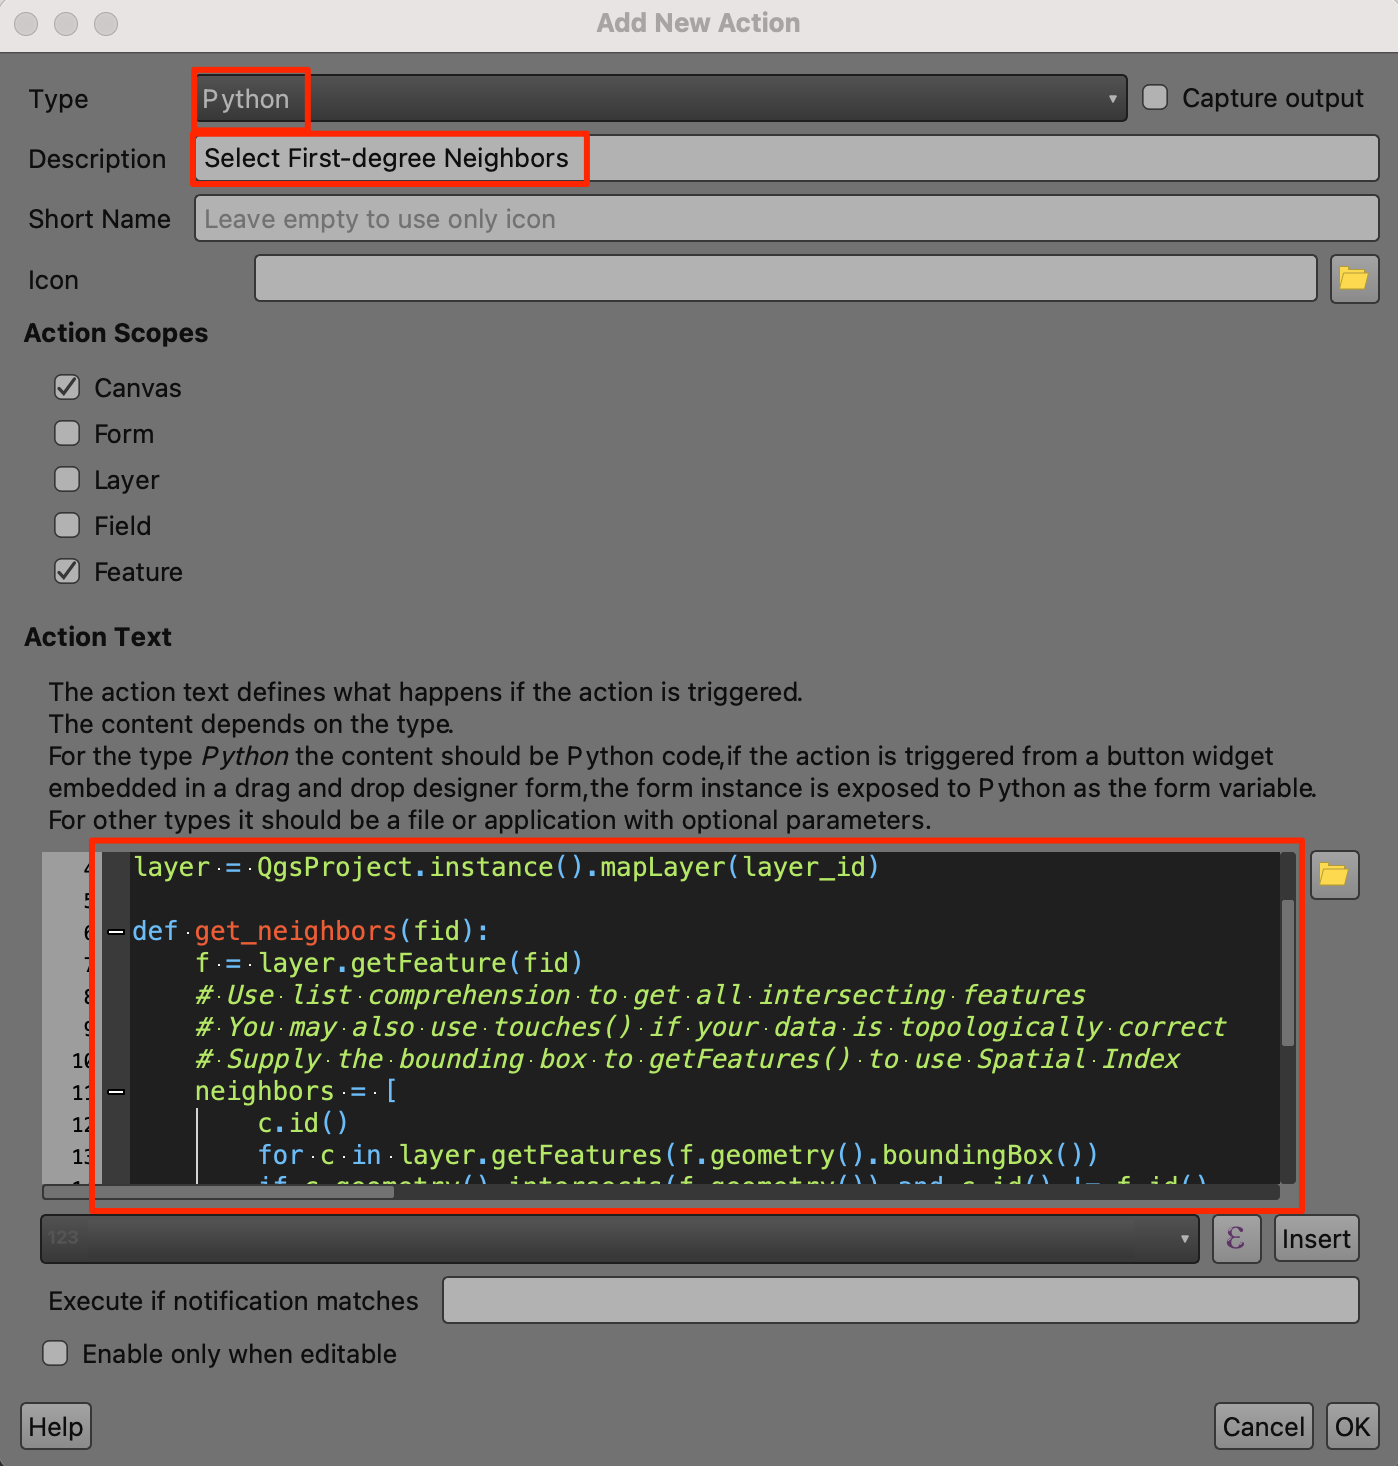 Add New Action
Type Python Capture output
Description Select First-degree Neighbors
Short Name Leave empty to use only icon
Icon
Action Scopes
Canvas
Form
Layer
Field
Feature
Action Text
The action text defines what happens if the action is triggered.
The content depends on the type.
For the type Python the content should be Python code,if the action is triggered from a button widget
embedded in a drag and drop designer form,the form instance is exposed to Python as the form variable.
For other types it should be a file or application with optional parameters.
4 layer = QgsProject.instance().mapLayer(layer_id)
5
6 def get_neighbors(fid):
7 f = layer.getFeature(fid)
8 # Use list comprehension to get all intersecting features
9 # You may also use touches() if your data is topologically correct
10 # Supply the bounding box to getFeatures() to use Spatial Index
11 neighbors = [
12 c.id()
13 for c in layer.getFeatures(f.geometry().boundingBox())
if c.geometry().intersects(f.geometry()) and c.id() != f.id()
123 ε Insert
Execute if notification matches
Enable only when editable
Help Cancel OK